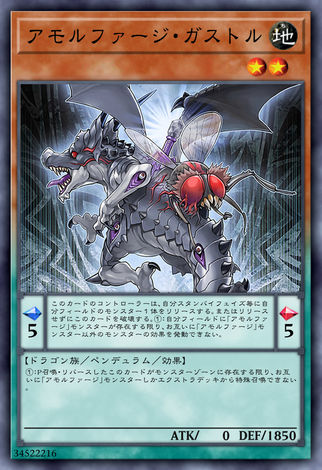 アモルファージ・ガストル
地
このカードのコントローラーは、自分スタンバイフェイズ毎に自分フィールドのモンスター１体をリリースする。またはリリースせずにこのカードを破壊する。①:自分フィールドに「アモルファージ」モンスターが存在する限り、お互いに「アモルファージ」モンスター以外のモンスターの効果を発動できない。
5
5
【ドラゴン族／ペンデュラム／効果】
①:P召喚・リバースしたこのカードがモンスターゾーンに存在する限り、お互いに「アモルファージ」モンスターしかエクストラデッキから特殊召喚できない。
ATK/ 0 DEF/1850
34522216